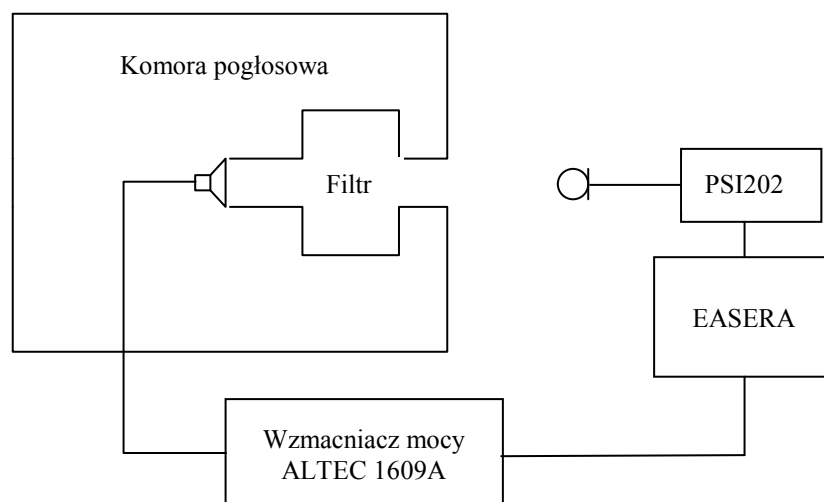 Komora pogłosowa
Filtr
PSI202
EASERA
Wzmacniacz mocy
ALTEC 1609A